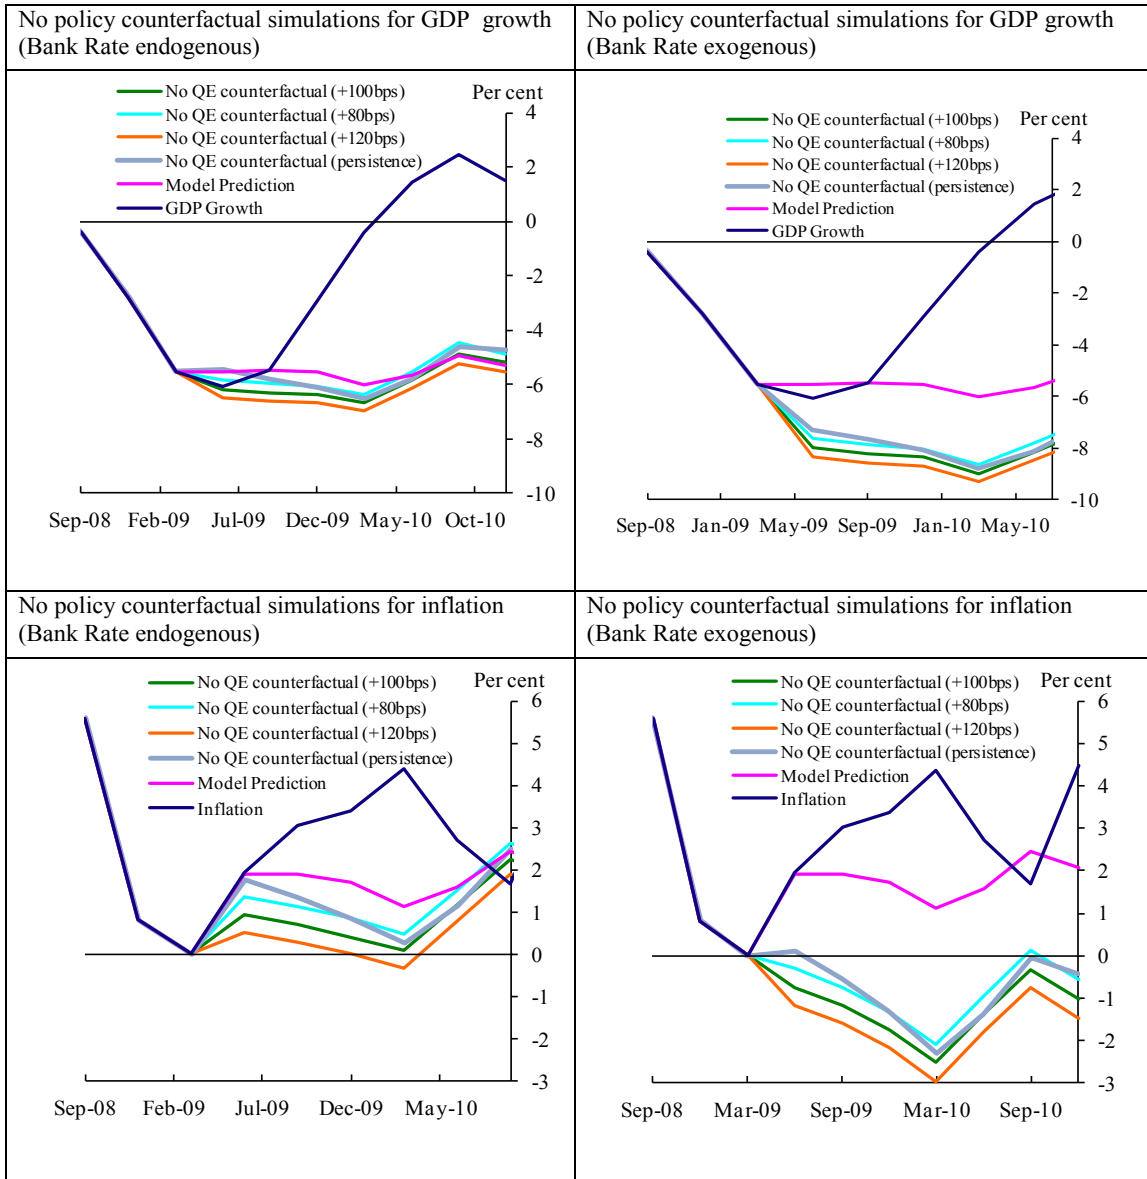 No policy counterfactual simulations for GDP growth
(Bank Rate endogenous)
No QE counterfactual (+100bps)
No QE counterfactual (+80bps)
No QE counterfactual (+120bps)
No QE counterfactual (persistence)
Model Prediction
GDP Growth
Per cent
4
2
0
-2
-4
-6
-8
-10
Sep-08 Feb-09 Jul-09 Dec-09 May-10 Oct-10
No policy counterfactual simulations for GDP growth
(Bank Rate exogenous)
No QE counterfactual (+100bps)
No QE counterfactual (+80bps)
No QE counterfactual (+120bps)
No QE counterfactual (persistence)
Model Prediction
GDP Growth
Per cent
4
2
0
-2
-4
-6
-8
-10
Sep-08 Jan-09 May-09 Sep-09 Jan-10 May-10
No policy counterfactual simulations for inflation
(Bank Rate endogenous)
No QE counterfactual (+100bps)
No QE counterfactual (+80bps)
No QE counterfactual (+120bps)
No QE counterfactual (persistence)
Model Prediction
Inflation
Per cent
6
5
4
3
2
1
0
-1
-2
-3
Sep-08 Feb-09 Jul-09 Dec-09 May-10
No policy counterfactual simulations for inflation
(Bank Rate exogenous)
No QE counterfactual (+100bps)
No QE counterfactual (+80bps)
No QE counterfactual (+120bps)
No QE counterfactual (persistence)
Model Prediction
Inflation
Per cent
6
5
4
3
2
1
0
-1
-2
-3
Sep-08 Mar-09 Sep-09 Mar-10 Sep-10